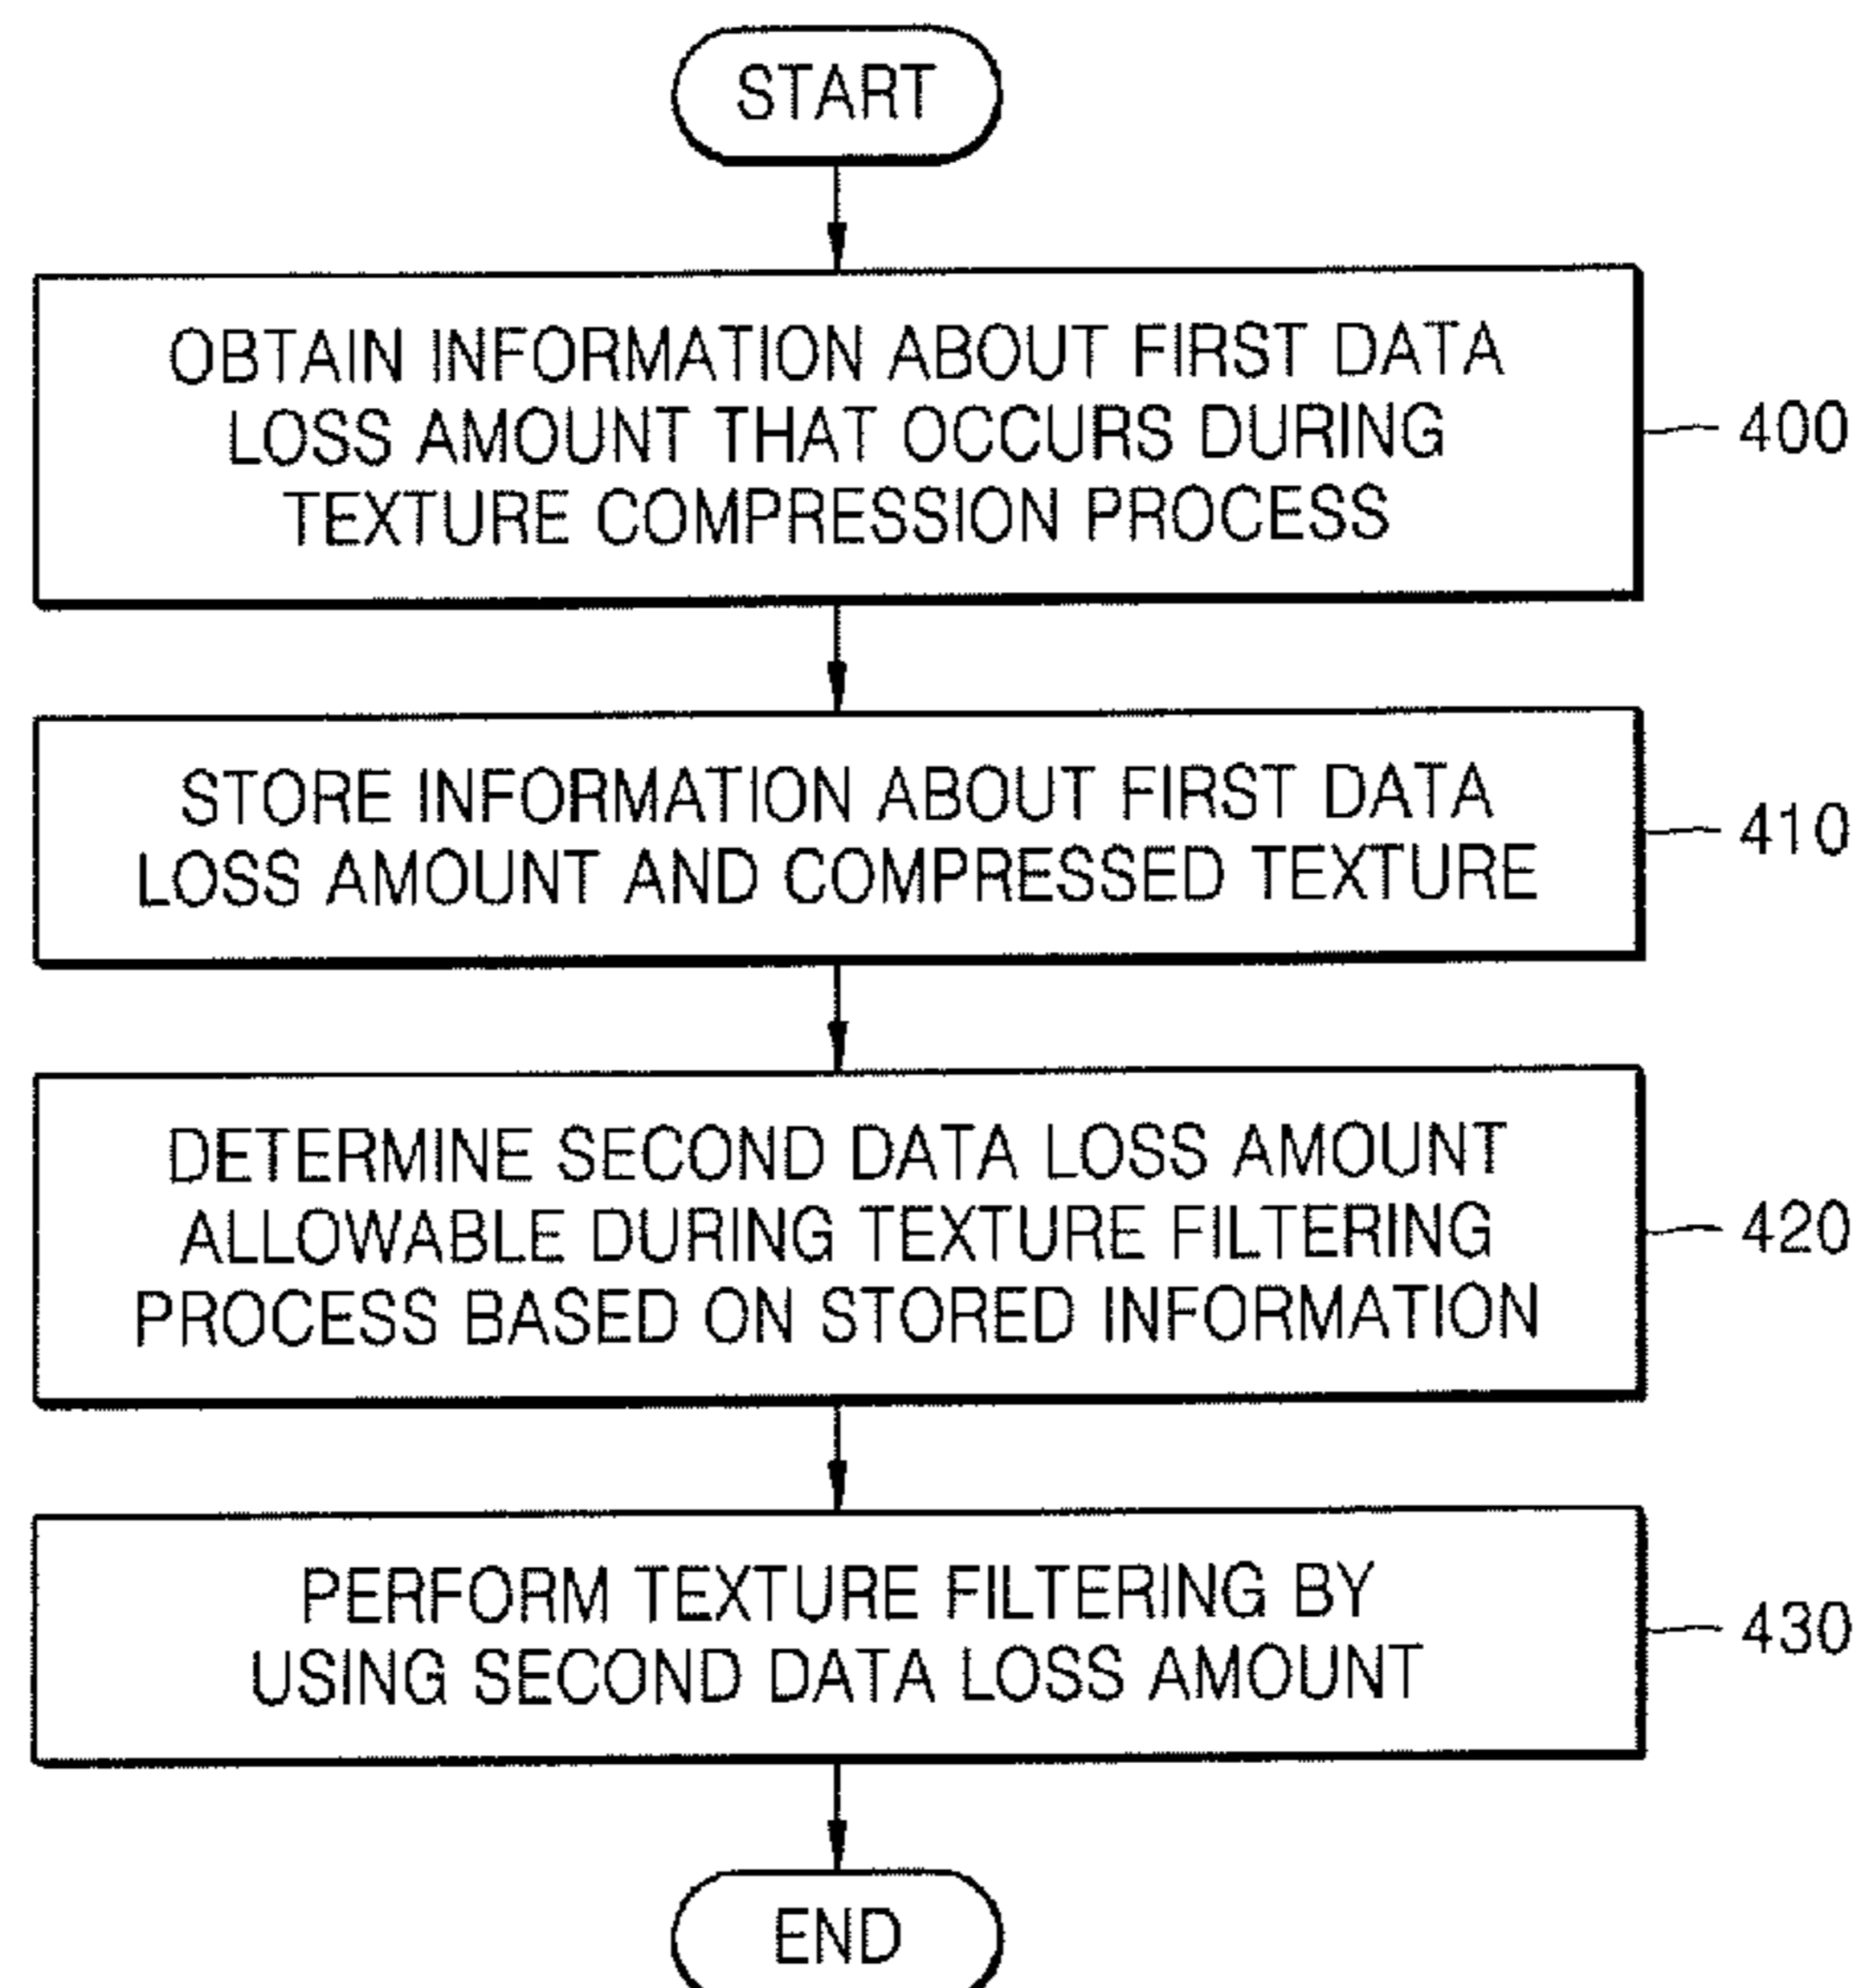 START
OBTAIN INFORMATION ABOUT FIRST DATA
LOSS AMOUNT THAT OCCURS DURING
TEXTURE COMPRESSION PROCESS
400
STORE INFORMATION ABOUT FIRST DATA
LOSS AMOUNT AND COMPRESSED TEXTURE
410
DETERMINE SECOND DATA LOSS AMOUNT
ALLOWABLE DURING TEXTURE FILTERING
PROCESS BASED ON STORED INFORMATION
420
PERFORM TEXTURE FILTERING BY
USING SECOND DATA LOSS AMOUNT
430
END